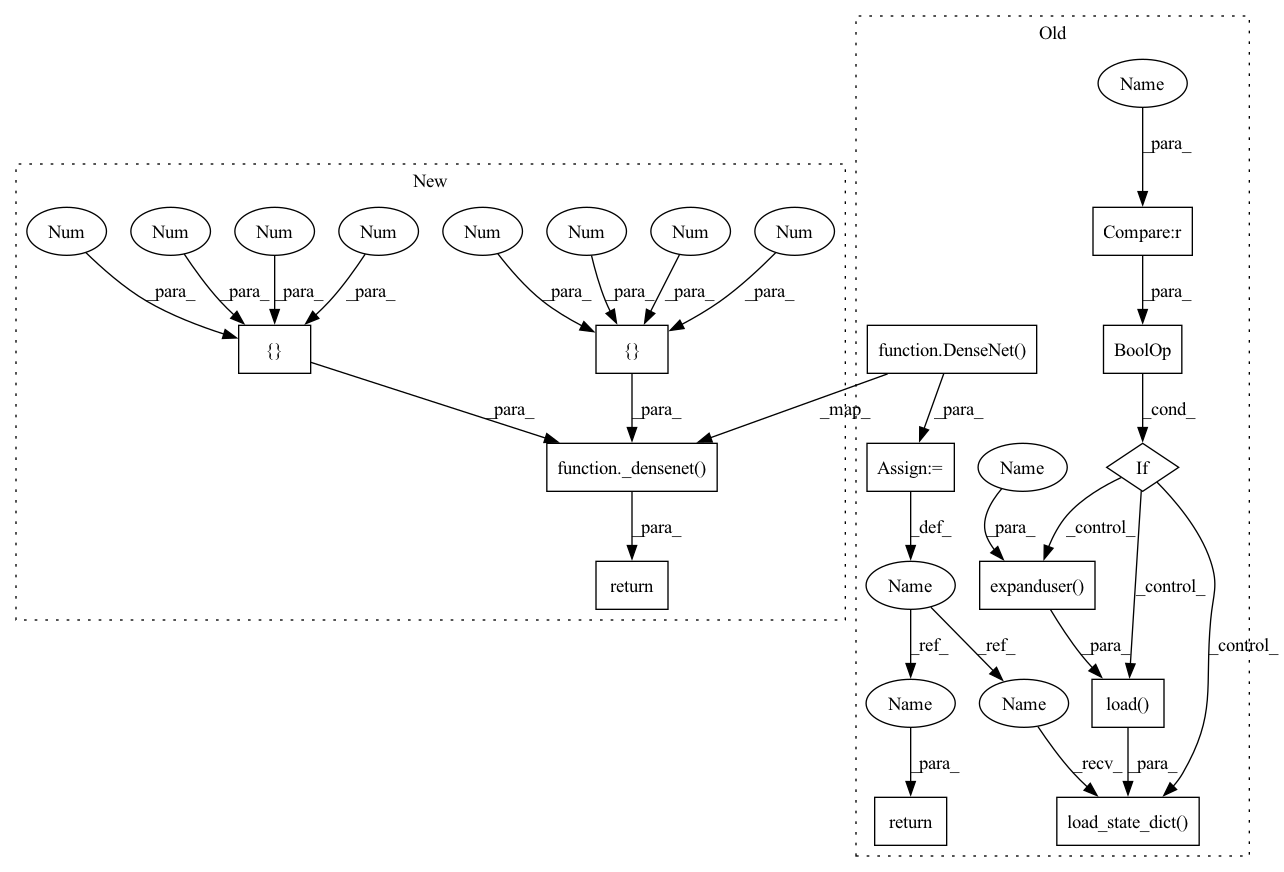 Old
Name
_para_
New
Num Num Num Num Num Num Num Num
Compare:r
_para_ _para_ _para_ _para_ _para_ _para_ _para_ _para_ _para_
{} {} function.DenseNet() BoolOp
_para_ _para_ _map_ _para_ _cond_
function._densenet() Assign:= Name If
_para_ _def_ _para_ _control_
return Name expanduser() _control_
_ref_ _ref_ _para_ _control_
Name Name load()
_para_ _recv_ _para_
return load_state_dict()